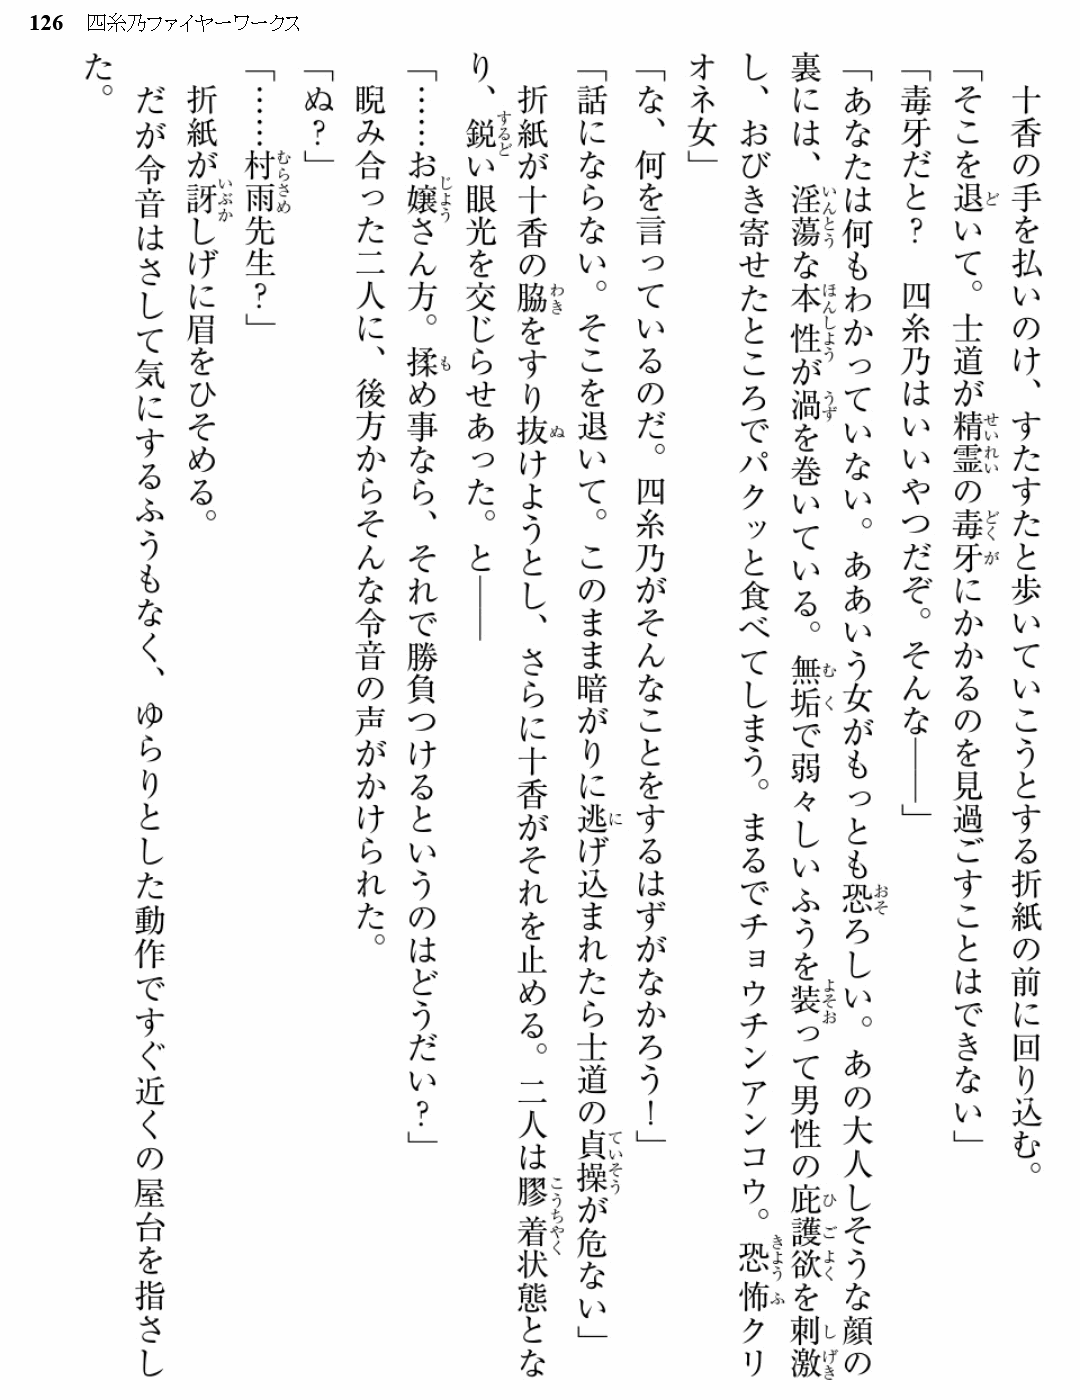 126 四糸乃ファイヤーワークス
十香の手を払いのけ、すたすたと歩いていこうとする折紙の前に回り込む。
「そこを退いて。士道が精霊の毒牙にかかるのを見過ごすことはできない」
「毒牙だと？　四糸乃はいいやつだぞ。そんな――」
「あなたは何もわかっていない。ああいう女がもっとも恐ろしい。あの大人しそうな顔の
裏には、淫蕩な本性が渦を巻いている。無垢で弱々しいふうを装って男性の庇護欲を刺激
し、おびき寄せたところでパクッと食べてしまう。まるでチョウチンアンコウ。恐怖クリ
オネ女」
「な、何を言っているのだ。四糸乃がそんなことをするはずがなかろう！」
「話にならない。そこを退いて。このまま暗がりに逃げ込まれたら士道の貞操が危ない」
折紙が十香の脇をすり抜けようとし、さらに十香がそれを止める。二人は膠着状態とな
り、鋭い眼光を交じらせあった。と――
「……お嬢さん方。揉め事なら、それで勝負つけるというのはどうだい？」
睨み合った二人に、後方からそんな令音の声がかけられた。
「ぬ？」
「……村雨先生？」
折紙が訝しげに眉をひそめる。
だが令音はさして気にするふうもなく、ゆらりとした動作ですぐ近くの屋台を指さし
た。